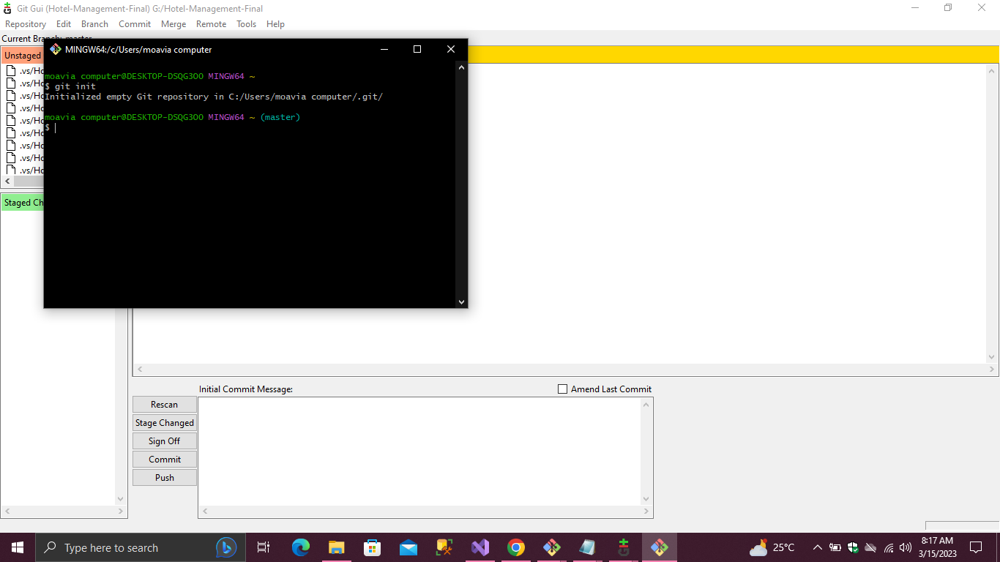 Git Gui (Hotel-Management-Final) G:/Hotel-Management-Final
Repository Edit Branch Commit Merge Remote Tools Help
Current Branch: master
Unstaged
MINGW64:/c/Users/moavia computer
.vs/Ho
.vs/Ho
.vs/Ho
.vs/Ho
.vs/Ho
.vs/Ho
.vs/Ho
.vs/Ho
.vs/Ho
moavia computer@DESKTOP-DSQG3OO MINGW64 ~
$ git init
Initialized empty Git repository in C:/Users/moavia computer/.git/
moavia computer@DESKTOP-DSQG3OO MINGW64 ~ (master)
$
Staged Ch
Initial Commit Message:
Amend Last Commit
Rescan
Stage Changed
Sign Off
Commit
Push
Type here to search
25°C
8:17 AM
3/15/2023